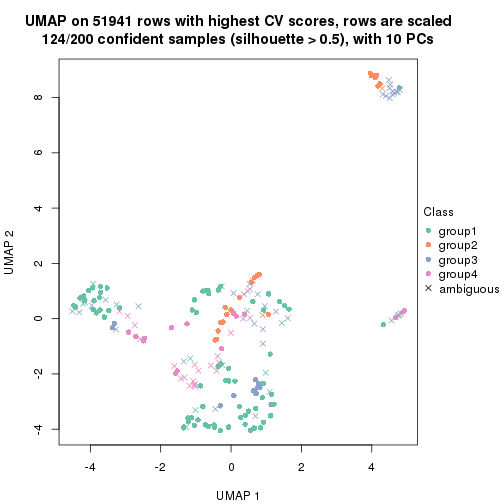 UMAP on 51941 rows with highest CV scores, rows are scaled
124/200 confident samples (silhouette > 0.5), with 10 PCs
UMAP 2
8
6
4
2
0
-2
-4
-4
-2
0
2
4
UMAP 1
Class
group1
group2
group3
group4
ambiguous